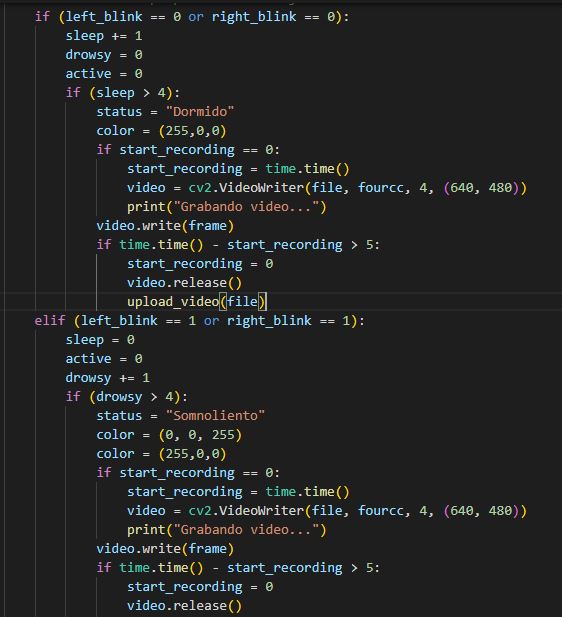 if (left_blink == 0 or right_blink == 0):
sleep += 1
drowsy = 0
active = 0
if (sleep > 4):
status = "Dormido"
color = (255,0,0)
if start_recording == 0:
start_recording = time.time()
video = cv2.VideoWriter(file, fourcc, 4, (640, 480))
print("Grabando video...")
video.write(frame)
if time.time() - start_recording > 5:
start_recording = 0
video.release()
upload_video(file)
elif (left_blink == 1 or right_blink == 1):
sleep = 0
active = 0
drowsy += 1
if (drowsy > 4):
status = "Somnoliento"
color = (0, 0, 255)
color = (255,0,0)
if start_recording == 0:
start_recording = time.time()
video = cv2.VideoWriter(file, fourcc, 4, (640, 480))
print("Grabando video...")
video.write(frame)
if time.time() - start_recording > 5:
start_recording = 0
video.release()